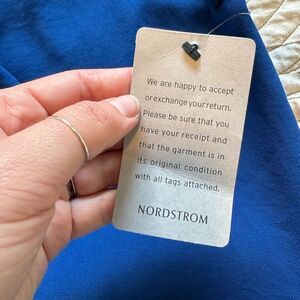 We are happy to accept
or exchange your return.
Please be sure that you
have your receipt and
that the garment is in
its original condition
with all tags attached.
NORDSTROM